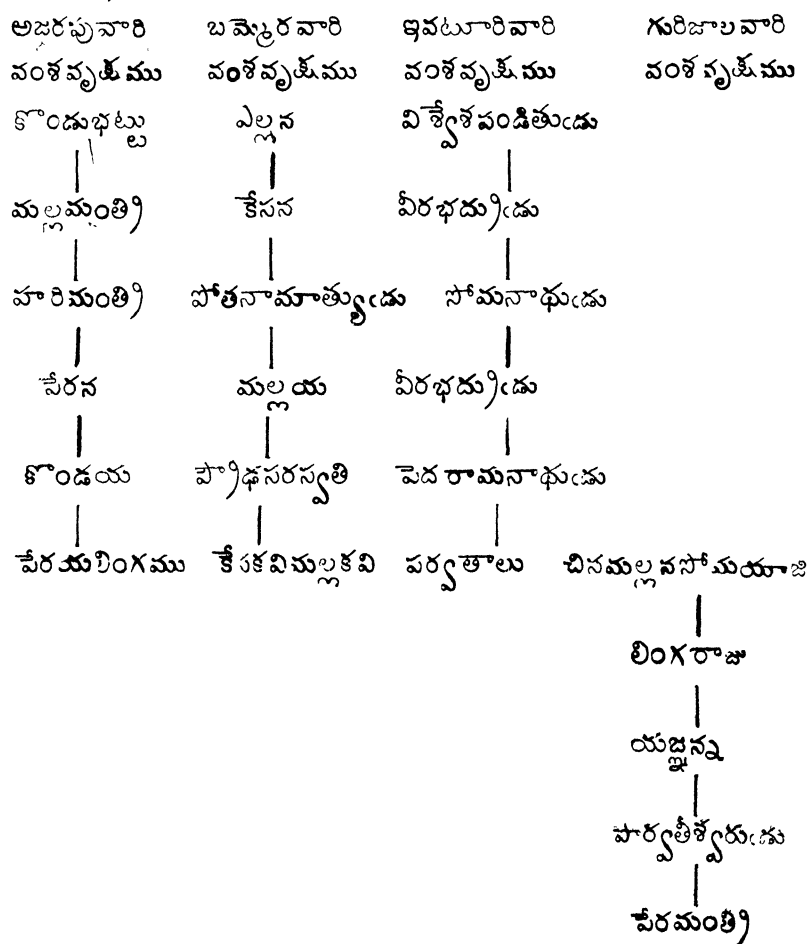 అజరపువారి బమ్మెరవారి ఇవటూరివారి గురిజాలవారి
వంశవృక్షము వంశవృక్షము వంశవృక్షము వంశవృక్షము
కొండుభట్టు ఎల్లన విశ్వేశపండితుఁడు
మల్లమంత్రి కేసన వీరభద్రుఁడు
హరిమంత్రి పోతనామాత్యుఁడు సోమనాథుఁడు
సేరన మల్లయ వీరభద్రుఁడు
కొండయ ప్రౌఢసరస్వతి పెదరామనాథుఁడు
పేరయలింగము కేసకవిమల్లకవి పర్వతాలు చినమల్లనసోమయాజి
లింగరాజు
యజ్ఞన్న
పార్వతీశ్వరుఁడు
పేరమంత్రి